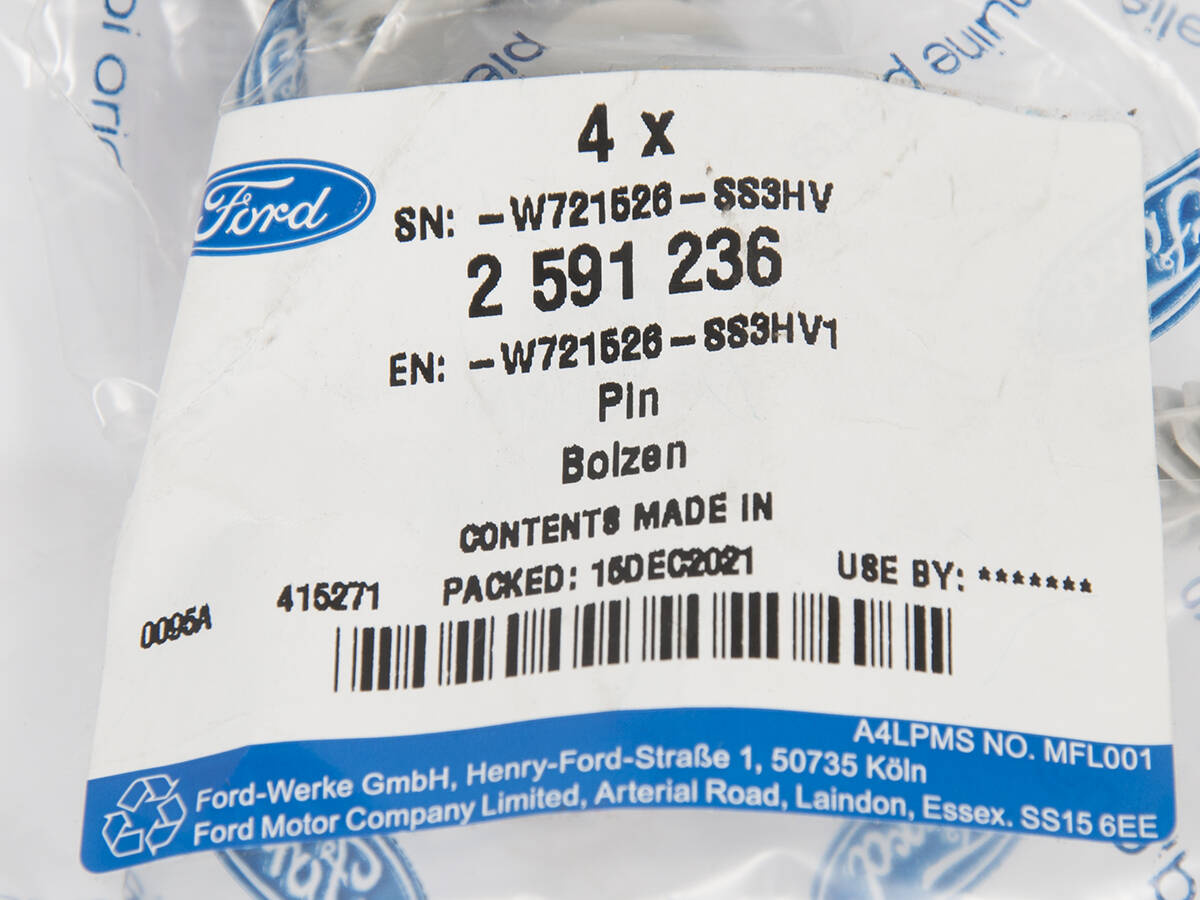 4 x
Ford
SN: -W721526-SS3HV
2 591 236
EN: -W721526-SS3HV1
Pin
Bolzen
CONTENTS MADE IN
0095A 415271 PACKED: 15DEC2021 USE BY: *******
A4LPMS NO. MFL001
Ford-Werke GmbH, Henry-Ford-Straße 1, 50735 Köln
Ford Motor Company Limited, Arterial Road, Laindon, Essex. SS15 6EE